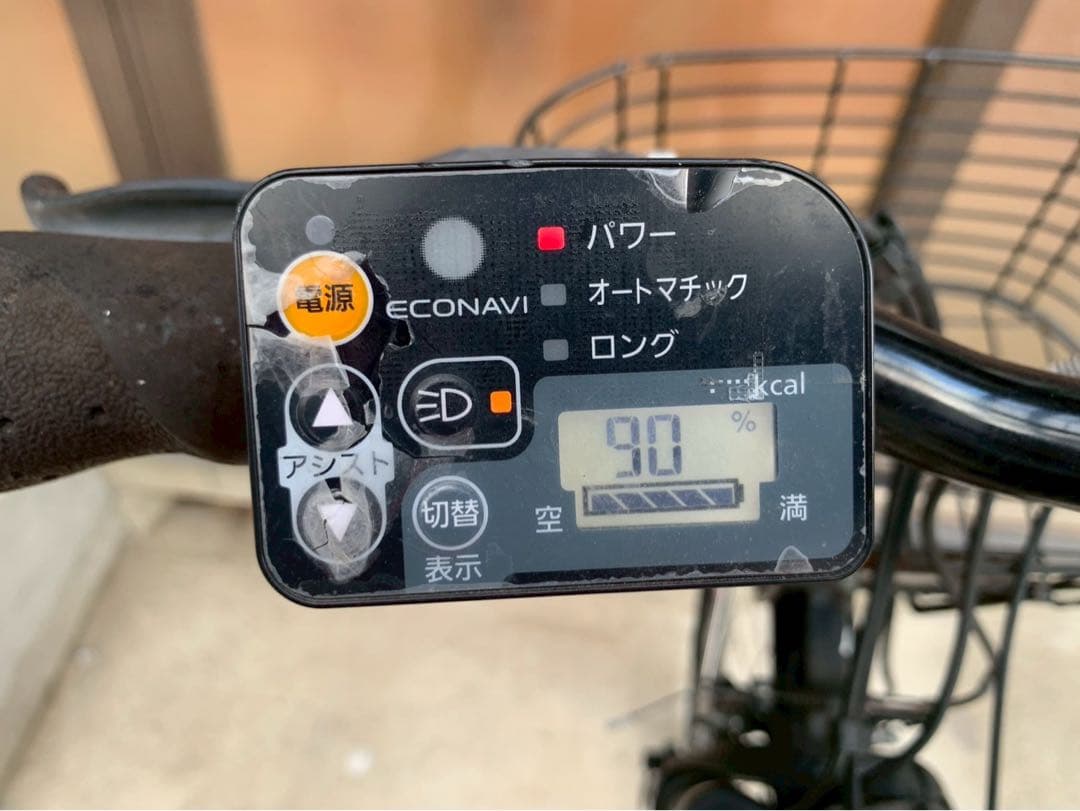 パワー
電源
ECONAVI
オートマチック
ロング
kcal
90 %
アシスト
切替
空
満
表示